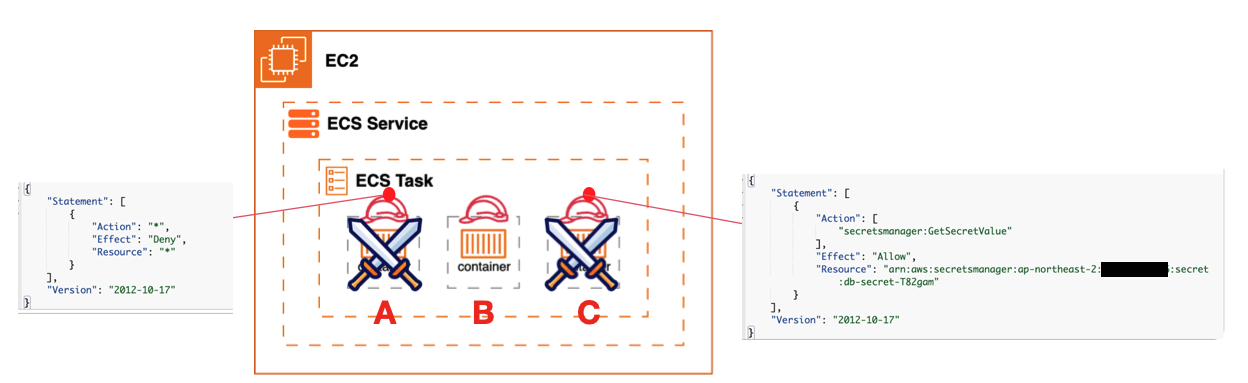 EC2
ECS Service
ECS Task
container
A
B
C
{
"Statement": [
{
"Action": "*",
"Effect": "Deny",
"Resource": "*"
}
],
"Version": "2012-10-17"
}
{
"Statement": [
{
"Action": [
"secretsmanager:GetSecretValue"
],
"Effect": "Allow",
"Resource": "arn:aws:secretsmanager:ap-northeast-2: :secret
:db-secret-T82gam"
}
],
"Version": "2012-10-17"
}